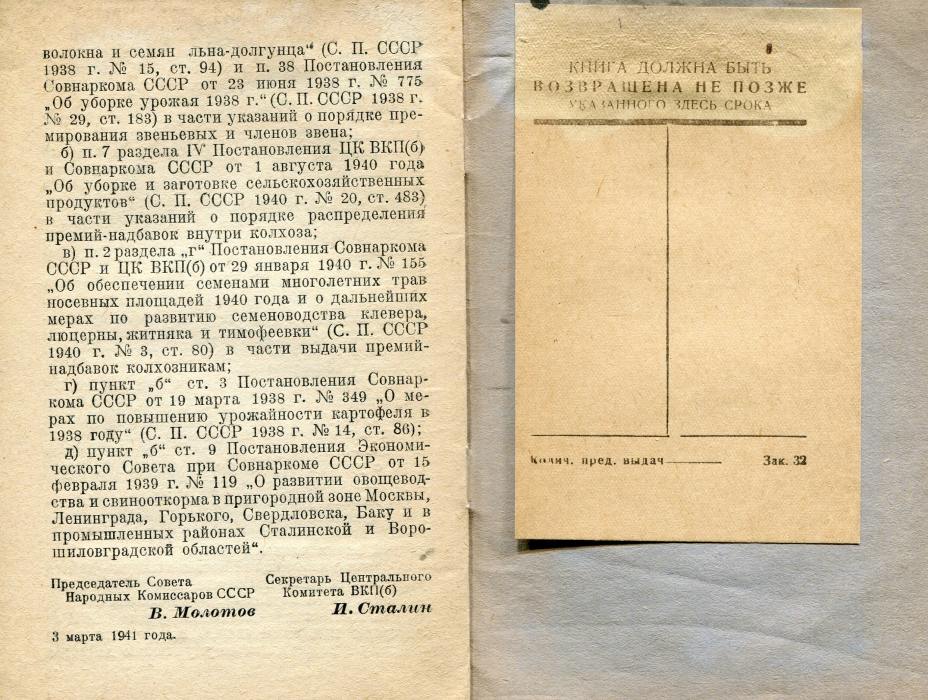 волокна и семян льна-долгунца“ (С. П. СССР
1938 г. № 15, ст. 94) и п. 38 Постановления
Совнаркома СССР от 23 июня 1938 г. № 775
„Об уборке урожая 1938 г.“ (С. П. СССР 1938 г.
№ 29, ст. 183) в части указаний о порядке пре-
мирования звеньевых и членов звена;
б) п. 7 раздела IV Постановления ЦК ВКП(б)
и Совнаркома СССР от 1 августа 1940 года
„Об уборке и заготовке сельскохозяйственных
продуктов“ (С. П. СССР 1940 г. № 20, ст. 483)
в части указаний о порядке распределения
премий-надбавок внутри колхоза;
в) п. 2 раздела „г“ Постановления Совнаркома
СССР и ЦК ВКП(б) от 29 января 1940 г. № 155
„Об обеспечении семенами многолетних трав
посевных площадей 1940 года и о дальнейших
мерах по развитию семеноводства клевера,
люцерны, житняка и тимофеевки“ (С. П. СССР
1940 г. № 3, ст. 80) в части выдачи премий-
надбавок колхозникам;
г) пункт „б“ ст. 3 Постановления Совнар-
кома СССР от 19 марта 1938 г. № 349 „О ме-
рах по повышению урожайности картофеля в
1938 году“ (С. П. СССР 1938 г. № 14, ст. 86);
д) пункт „б“ ст. 9 Постановления Экономи-
ческого Совета при Совнаркоме СССР от 15
февраля 1939 г. № 119 „О развитии овощевод-
ства и свинооткорма в пригородной зоне Москвы,
Ленинграда, Горького, Свердловска, Баку и в
промышленных районах Сталинской и Воро-
шиловградской областей“.
Председатель Совета
Народных Комиссаров СССР
В. Молотов
Секретарь Центрального
Комитета ВКП(б)
И. Сталин
3 марта 1941 года.
КНИГА ДОЛЖНА БЫТЬ
ВОЗВРАЩЕНА НЕ ПОЗЖЕ
УКАЗАННОГО ЗДЕСЬ СРОКА
Колич. пред. выдач
Зак. 32